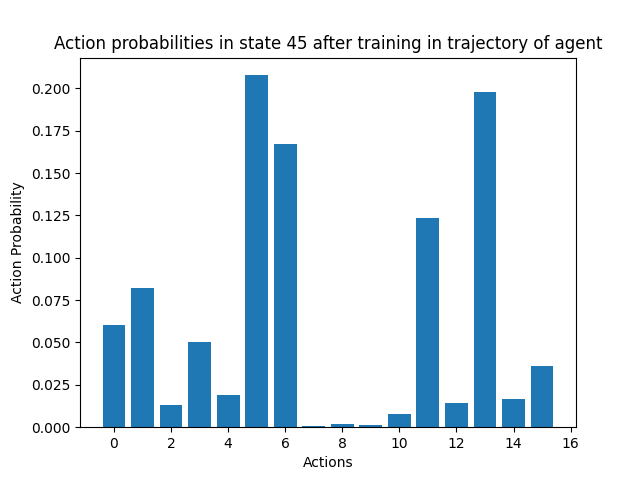 Action probabilities in state 45 after training in trajectory of agent
0.200
0.175
0.150
0.125
0.100
0.075
0.050
0.025
0.000
Action Probability
0 2 4 6 8 10 12 14 16
Actions